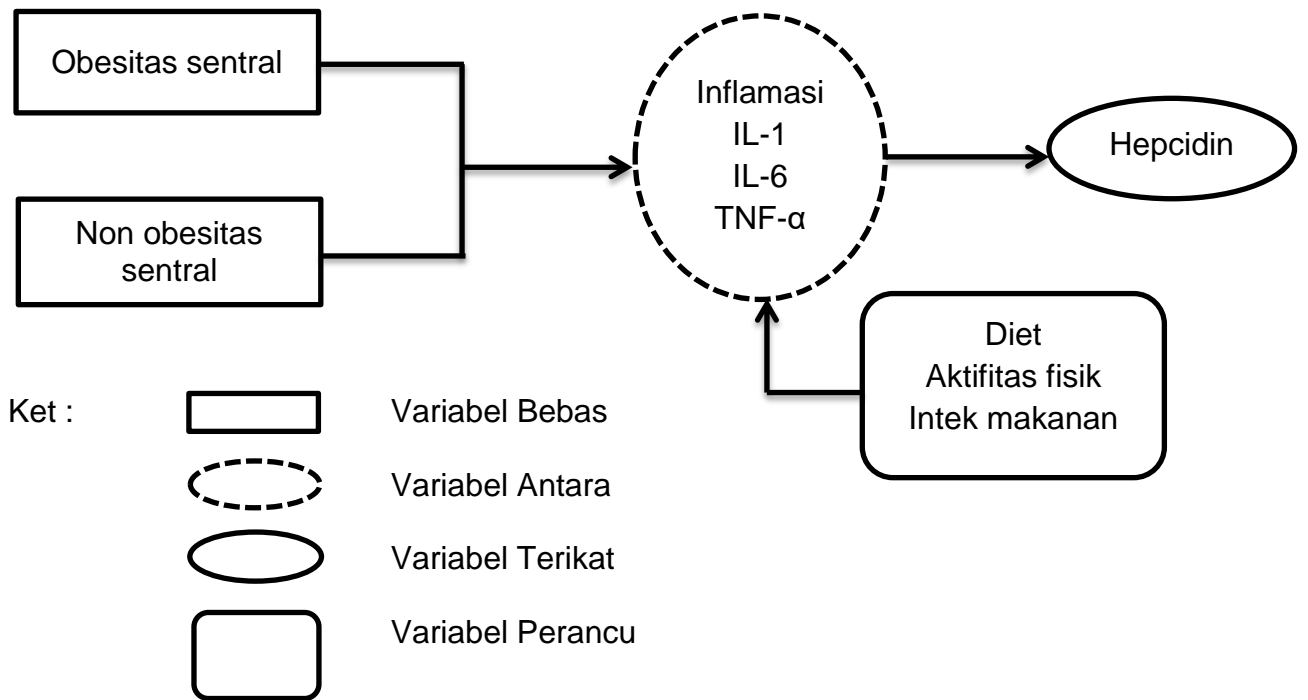 Obesitas sentral
Non obesitas
sentral
Inflamasi
IL-1
IL-6
TNF-α
Hepcidin
Diet
Aktifitas fisik
Intek makanan
Ket :
Variabel Bebas
Variabel Antara
Variabel Terikat
Variabel Perancu